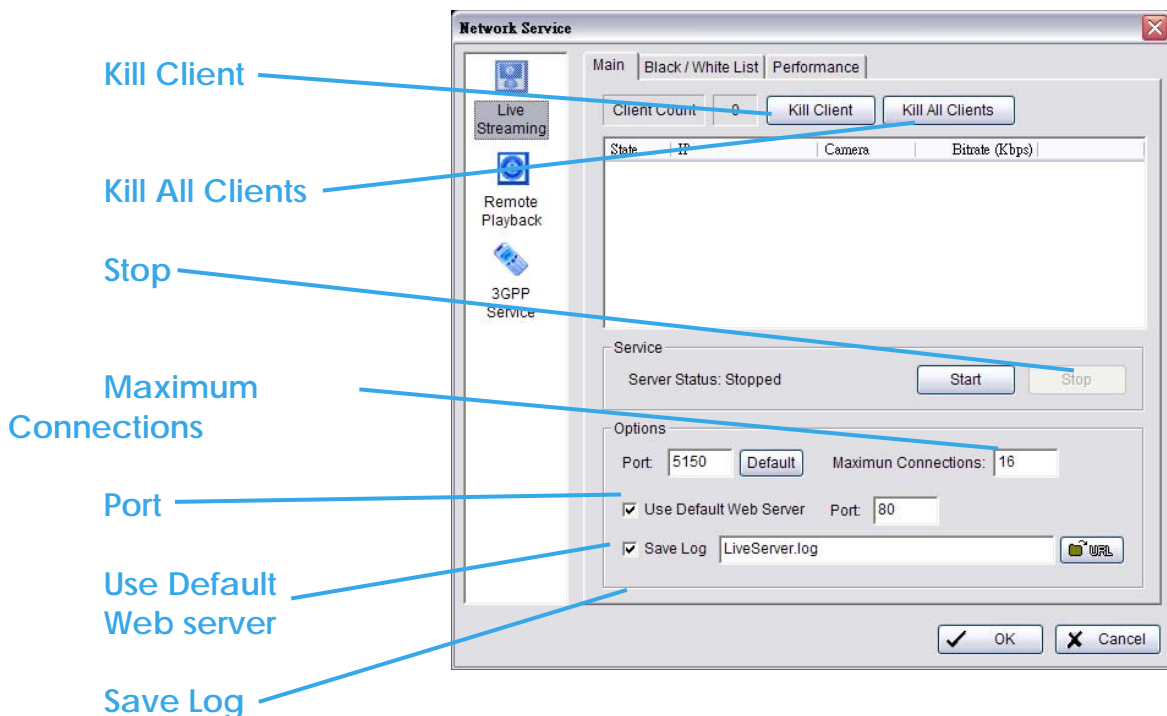 Kill Client
Kill All Clients
Stop
Maximum
Connections
Port
Use Default
Web server
Save Log
Network Service
Live
Streaming
Remote
Playback
3GPP
Service
Main Black / White List Performance
Client Count 0 Kill Client Kill All Clients
State IP Camera Bitrate (Kbps)
Service
Server Status: Stopped Start Stop
Options
Port: 5150 Default Maximun Connections: 16
Use Default Web Server Port: 80
Save Log LiveServer.log URL
OK Cancel